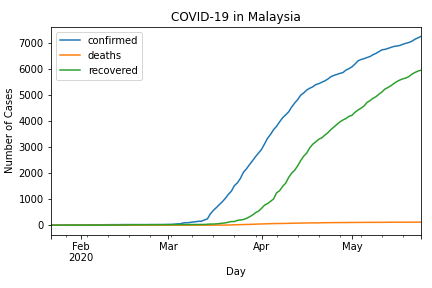 COVID-19 in Malaysia
confirmed
deaths
recovered
Number of Cases
7000
6000
5000
4000
3000
2000
1000
0
Feb Mar Apr May
2020
Day